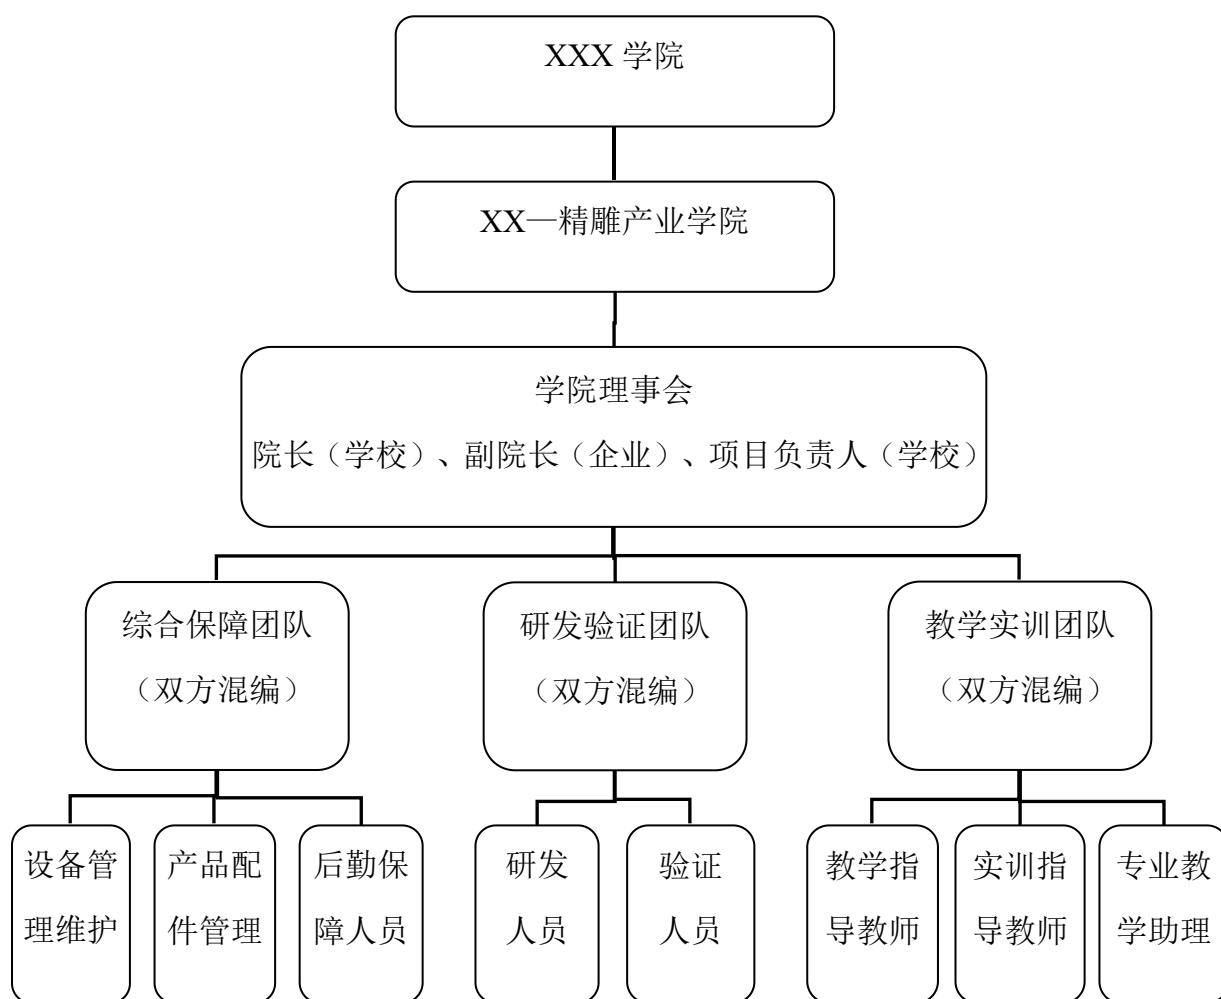 XXX 学院
XX—精雕产业学院
学院理事会
院长（学校）、副院长（企业）、项目负责人（学校）
综合保障团队
（双方混编）
研发验证团队
（双方混编）
教学实训团队
（双方混编）
设备管
理维护
产品配
件管理
后勤保
障人员
研发
人员
验证
人员
教学指
导教师
实训指
导教师
专业教
学助理